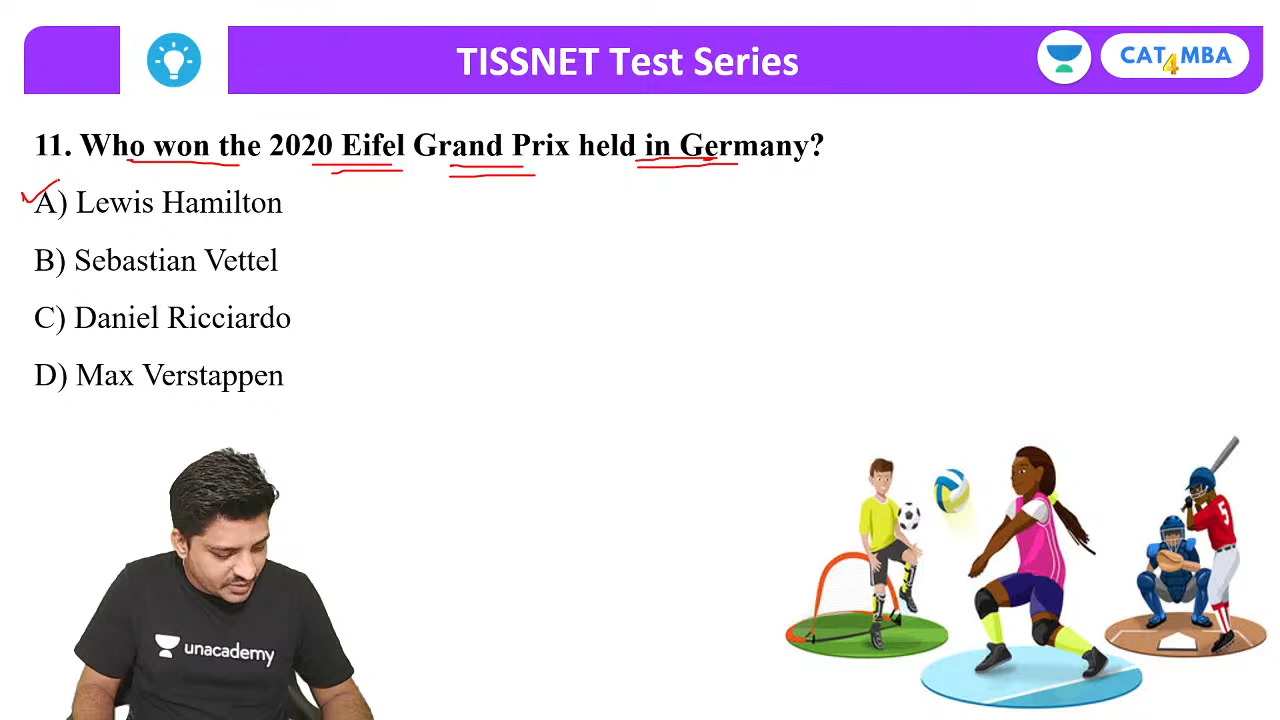 TISSNET Test Series
CAT4MBA
11. Who won the 2020 Eifel Grand Prix held in Germany?
A) Lewis Hamilton
B) Sebastian Vettel
C) Daniel Ricciardo
D) Max Verstappen
unacademy
5